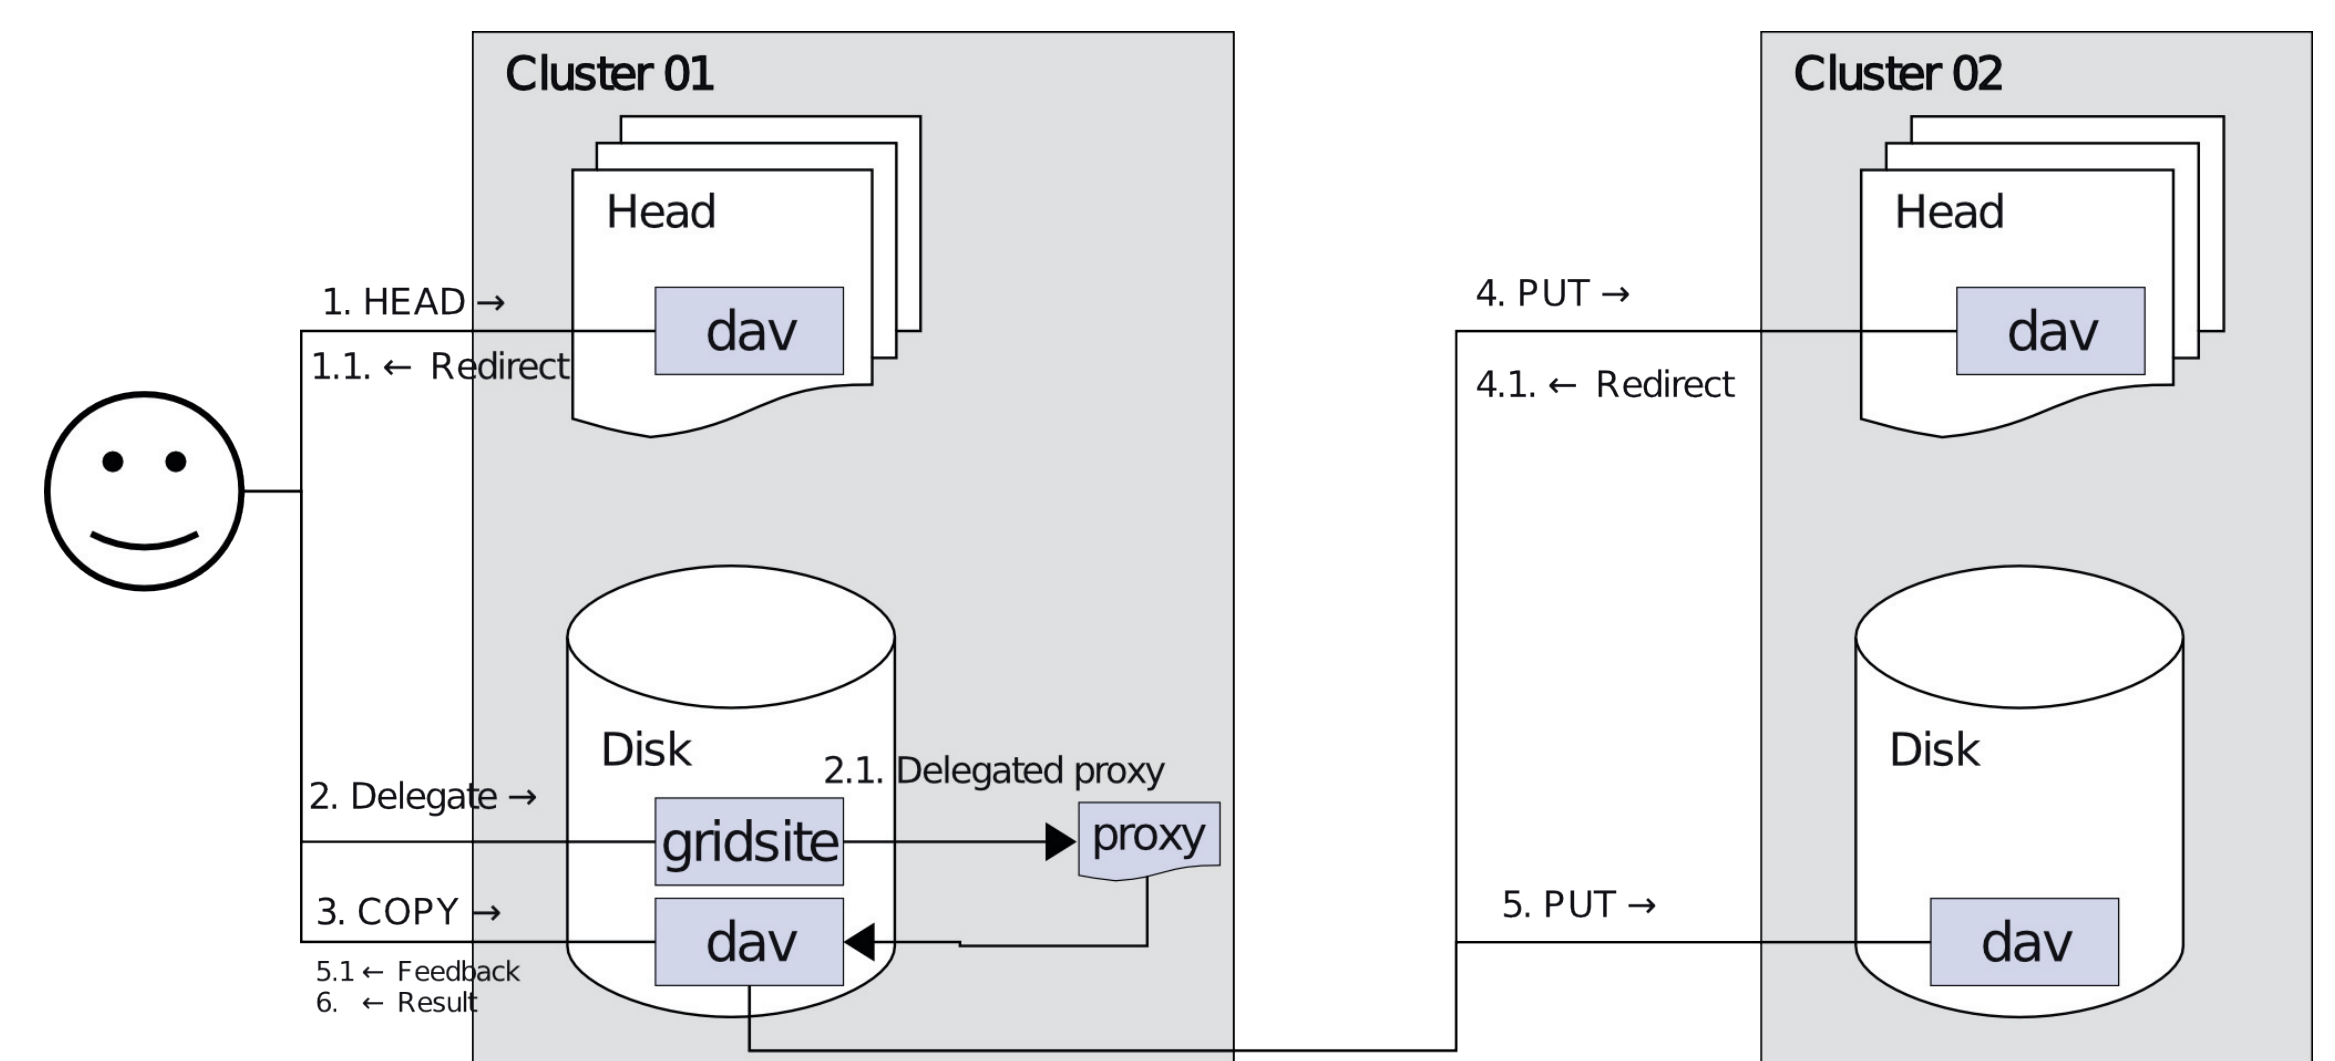 Cluster 01
Head
1. HEAD →
dav
1.1. ← Redirect
Disk
2.1. Delegated proxy
2. Delegate →
gridsite
proxy
3. COPY →
dav
5.1 ← Feedback
6. ← Result
Cluster 02
Head
4. PUT →
dav
4.1. ← Redirect
Disk
5. PUT →
dav